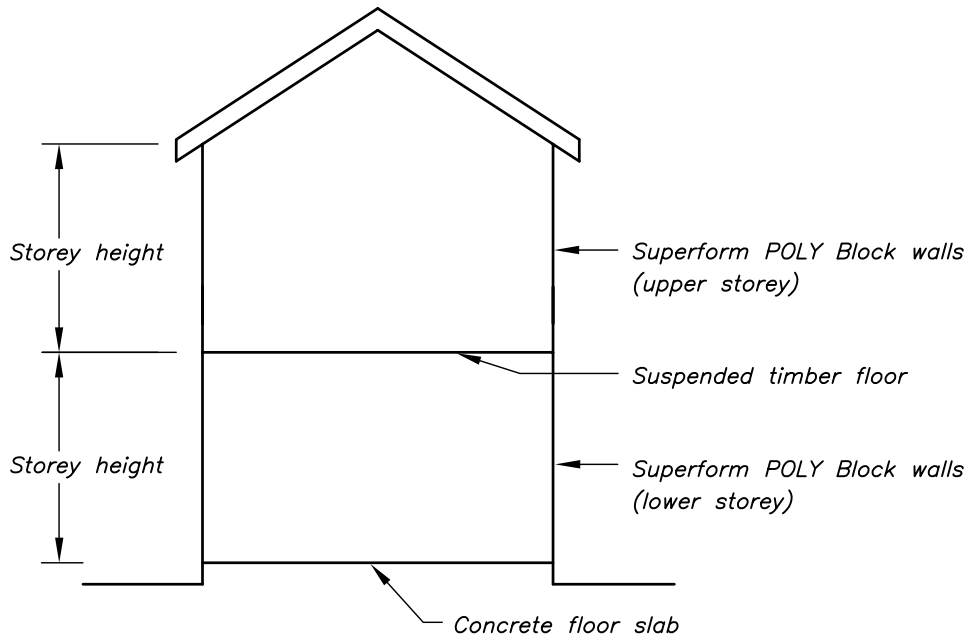 Storey height
Superform POLY Block walls
(upper storey)
Suspended timber floor
Storey height
Superform POLY Block walls
(lower storey)
Concrete floor slab